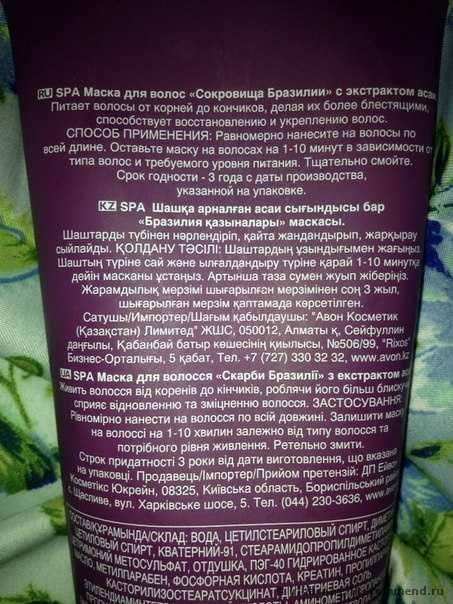 RU SPA Маска для волос «Сокровища Бразилии» с экстрактом асаи.
Питает волосы от корней до кончиков, делая их более блестящими,
способствует восстановлению и укреплению волос.
СПОСОБ ПРИМЕНЕНИЯ: Равномерно нанесите на волосы по
всей длине. Оставьте маску на волосах на 1-10 минут в зависимости от
типа волос и требуемого уровня питания. Тщательно смойте.
Срок годности - 3 года с даты производства,
указанной на упаковке.
KZ SPA Шашқа арналған асаи сығындысы бар
«Бразилия қазыналары» маскасы.
Шаштарды түбінен нәрлендіріп, қайта жандандырып, жарқырау
сыйлайды. ҚОЛДАНУ ТӘСІЛІ: Шаштардың ұзындығымен жағыңыз.
Шаштың түріне сай және ылғалдандыру түріне қарай 1-10 минутқа
дейін масканы ұстаңыз. Артынша таза сумен жуып жіберіңіз.
Жарамдылық мерзімі шығарылған мерзімінен соң 3 жыл,
шығарылған мерзім қаптамада көрсетілген.
Сатушы/Импортер/Шағым қабылдаушы: "Авон Косметик
(Қазақстан) Лимитед" ЖШС, 050012, Алматы қ, Сейфуллин
даңғылы, Қабанбай батыр көшесінің қиылысы, №506/99, "Rixos"
Бизнес-Орталығы, 5 қабат, Тел. +7 (727) 330 32 32, www.avon.kz
UA SPA Маска для волосся «Скарби Бразилії» з екстрактом
Живить волосся від коренів до кінчиків, роблячи його більш
сприяє відновленню та зміцненню волосся. ЗАСТОСУВАННЯ:
Рівномірно нанести на волосся по всій довжині. Залишити маску
на волоссі на 1-10 хвилин залежно від типу волосся та
потрібного рівня живлення. Ретельно змити.
Строк придатності 3 роки від дати виготовлення, що вказана
на упаковці. Продавець/Імпортер/Прийом претензій: ДП Ейвон
Косметікс Юкрейн, 08325, Київська область, Бориспільський
с. Щасливе, вул. Харківське шосе, 5. Тел. (044) 230-3636,
СОСТАВ/ҚҰРАМЫНДА/СКЛАД: ВОДА, ЦЕТИЛСТЕАРИЛОВЫЙ СПИРТ,
ЦЕТИЛОВЫЙ СПИРТ, КВАТЕРНИЙ-91,
МЕТОСУЛЬФАТ, ОТДУШКА, ПЭГ-40 ГИДРИРОВАННОЕ
МАСЛО, МЕТИЛПАРАБЕН, ФОСФОРНАЯ КИСЛОТА, КРЕАТИН,
ДИНАТРИЕВАЯ СОЛЬ